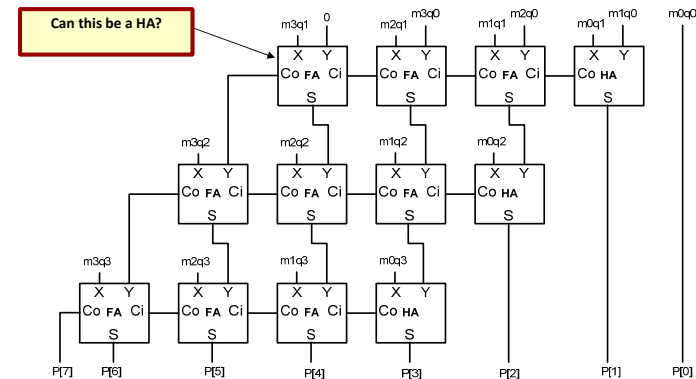 Can this be a HA?
m3q1 0 m2q1 m3q0 m1q1 m2q0 m0q1 m1q0 m0q0
X Y X Y X Y X Y
Co FA Ci Co FA Ci Co FA Ci Co HA
S S S S
m3q2 m2q2 m1q2 m0q2
X Y X Y X Y X Y
Co FA Ci Co FA Ci Co FA Ci Co HA
S S S S
m3q3 m2q3 m1q3 m0q3
X Y X Y X Y X Y
Co FA Ci Co FA Ci Co FA Ci Co HA
S S S S
P[7] P[6] P[5] P[4] P[3] P[2] P[1] P[0]